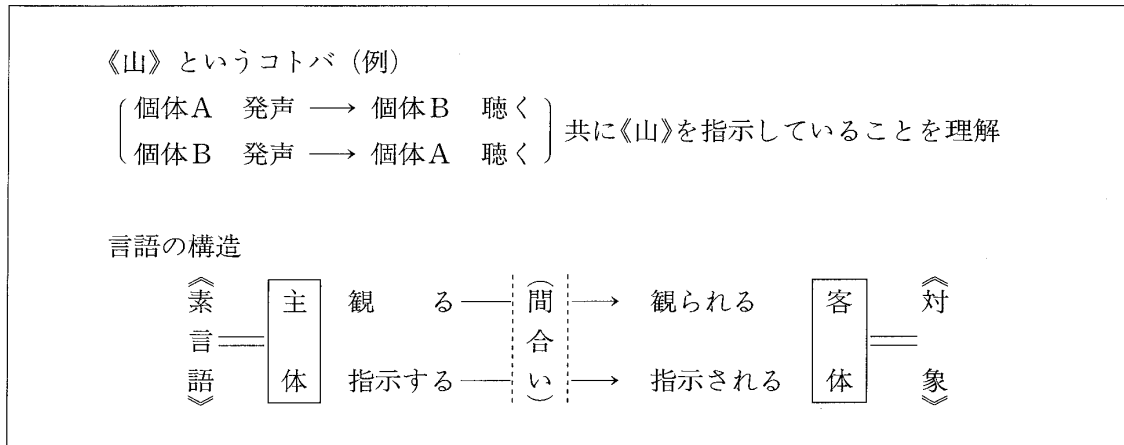 《山》というコトバ（例）
個体A　発声 ⟶ 個体B　聴く
個体B　発声 ⟶ 個体A　聴く
共に《山》を指示していることを理解
言語の構造
《素言語》
主体
観る
指示する
（間合い）
観られる
指示される
客体
《対象》